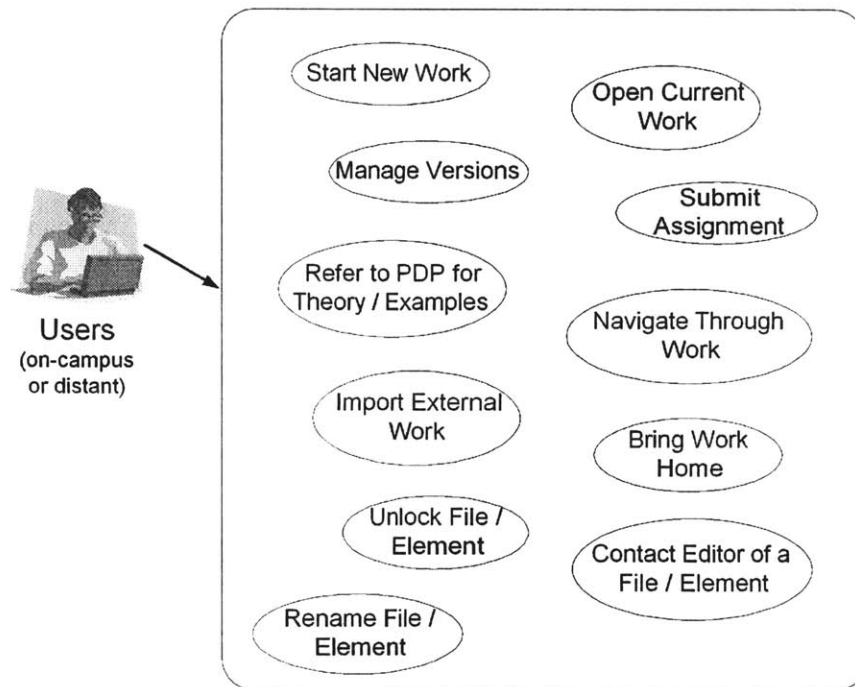 Start New Work
Open Current
Work
Manage Versions
Submit
Assignment
Refer to PDP for
Theory / Examples
Users
(on-campus
or distant)
Navigate Through
Work
Import External
Work
Bring Work
Home
Unlock File /
Element
Contact Editor of a
File / Element
Rename File /
Element